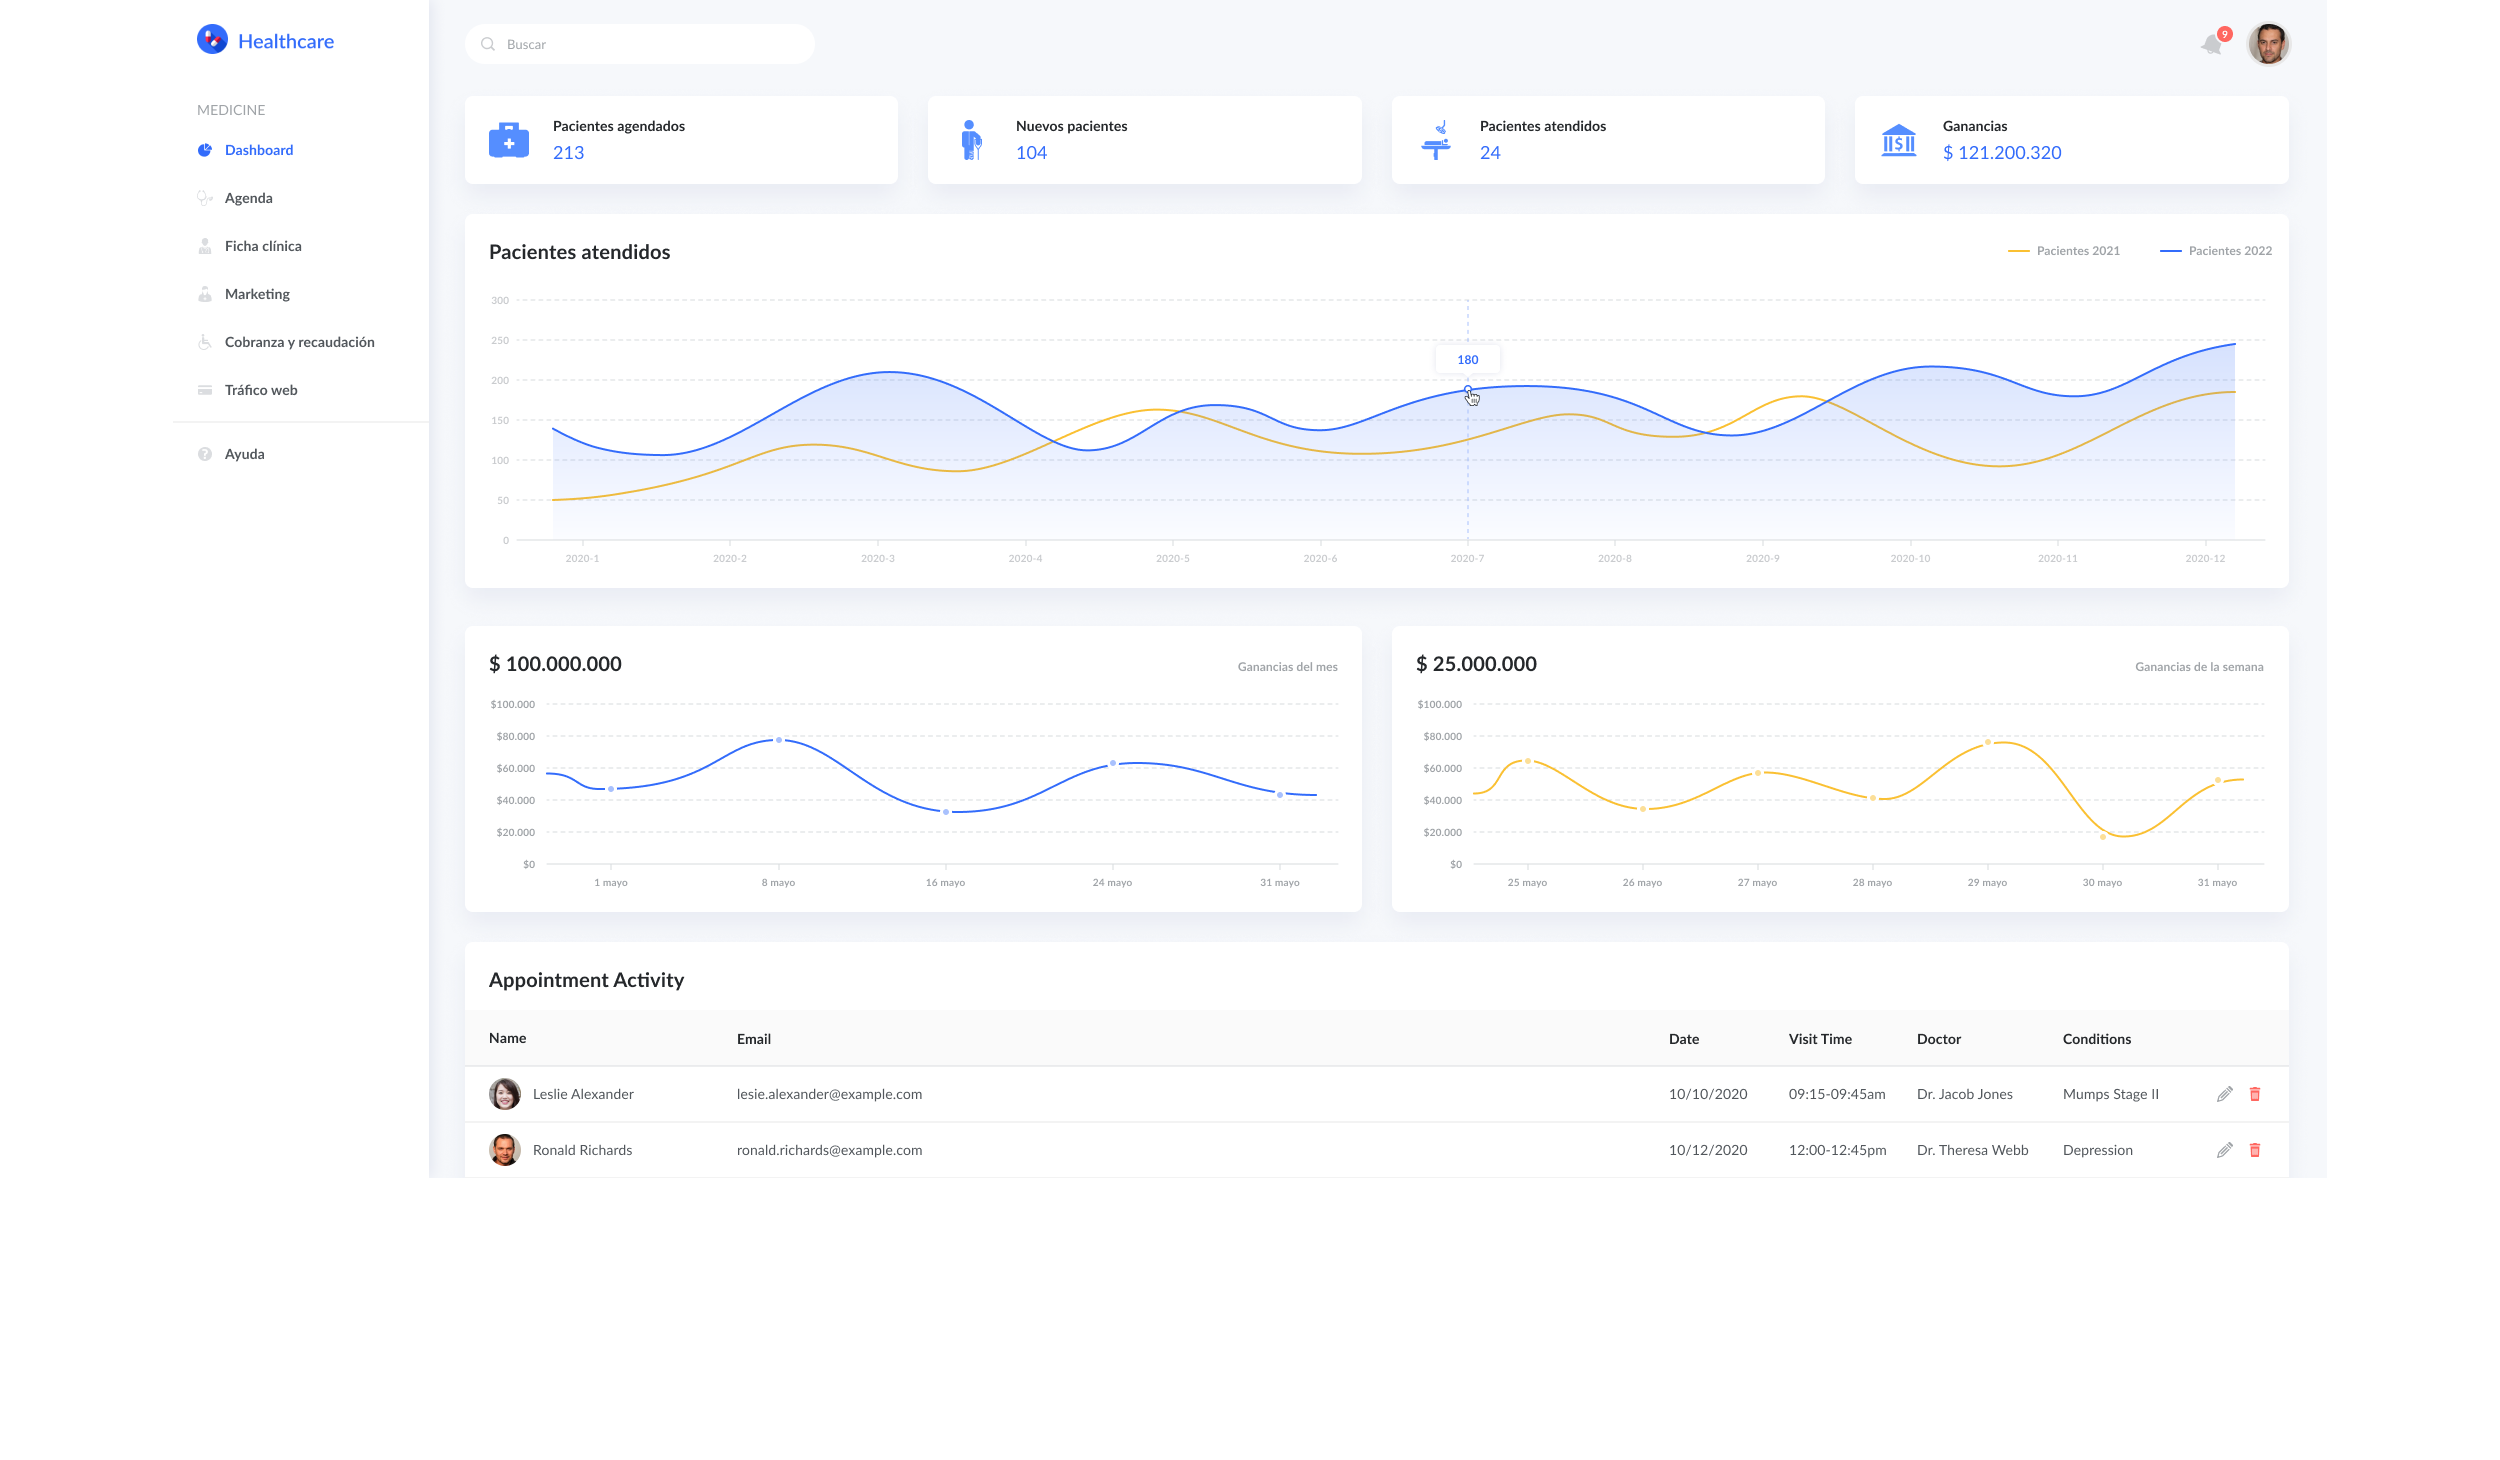 Healthcare
MEDICINE
Dashboard
Agenda
Ficha clínica
Marketing
Cobranza y recaudación
Tráfico web
Ayuda
Buscar
9
Pacientes agendados
213
Nuevos pacientes
104
Pacientes atendidos
24
Ganancias
$ 121.200.320
Pacientes atendidos
Pacientes 2021 Pacientes 2022
300
250
200
150
100
50
0
180
2020-1 2020-2 2020-3 2020-4 2020-5 2020-6 2020-7 2020-8 2020-9 2020-10 2020-11 2020-12
$ 100.000.000 Ganancias del mes
$100.000
$80.000
$60.000
$40.000
$20.000
$0
1 mayo 8 mayo 16 mayo 24 mayo 31 mayo
$ 25.000.000 Ganancias de la semana
$100.000
$80.000
$60.000
$40.000
$20.000
$0
25 mayo 26 mayo 27 mayo 28 mayo 29 mayo 30 mayo 31 mayo
Appointment Activity
Name Email Date Visit Time Doctor Conditions
Leslie Alexander lesie.alexander@example.com 10/10/2020 09:15-09:45am Dr. Jacob Jones Mumps Stage II
Ronald Richards ronald.richards@example.com 10/12/2020 12:00-12:45pm Dr. Theresa Webb Depression